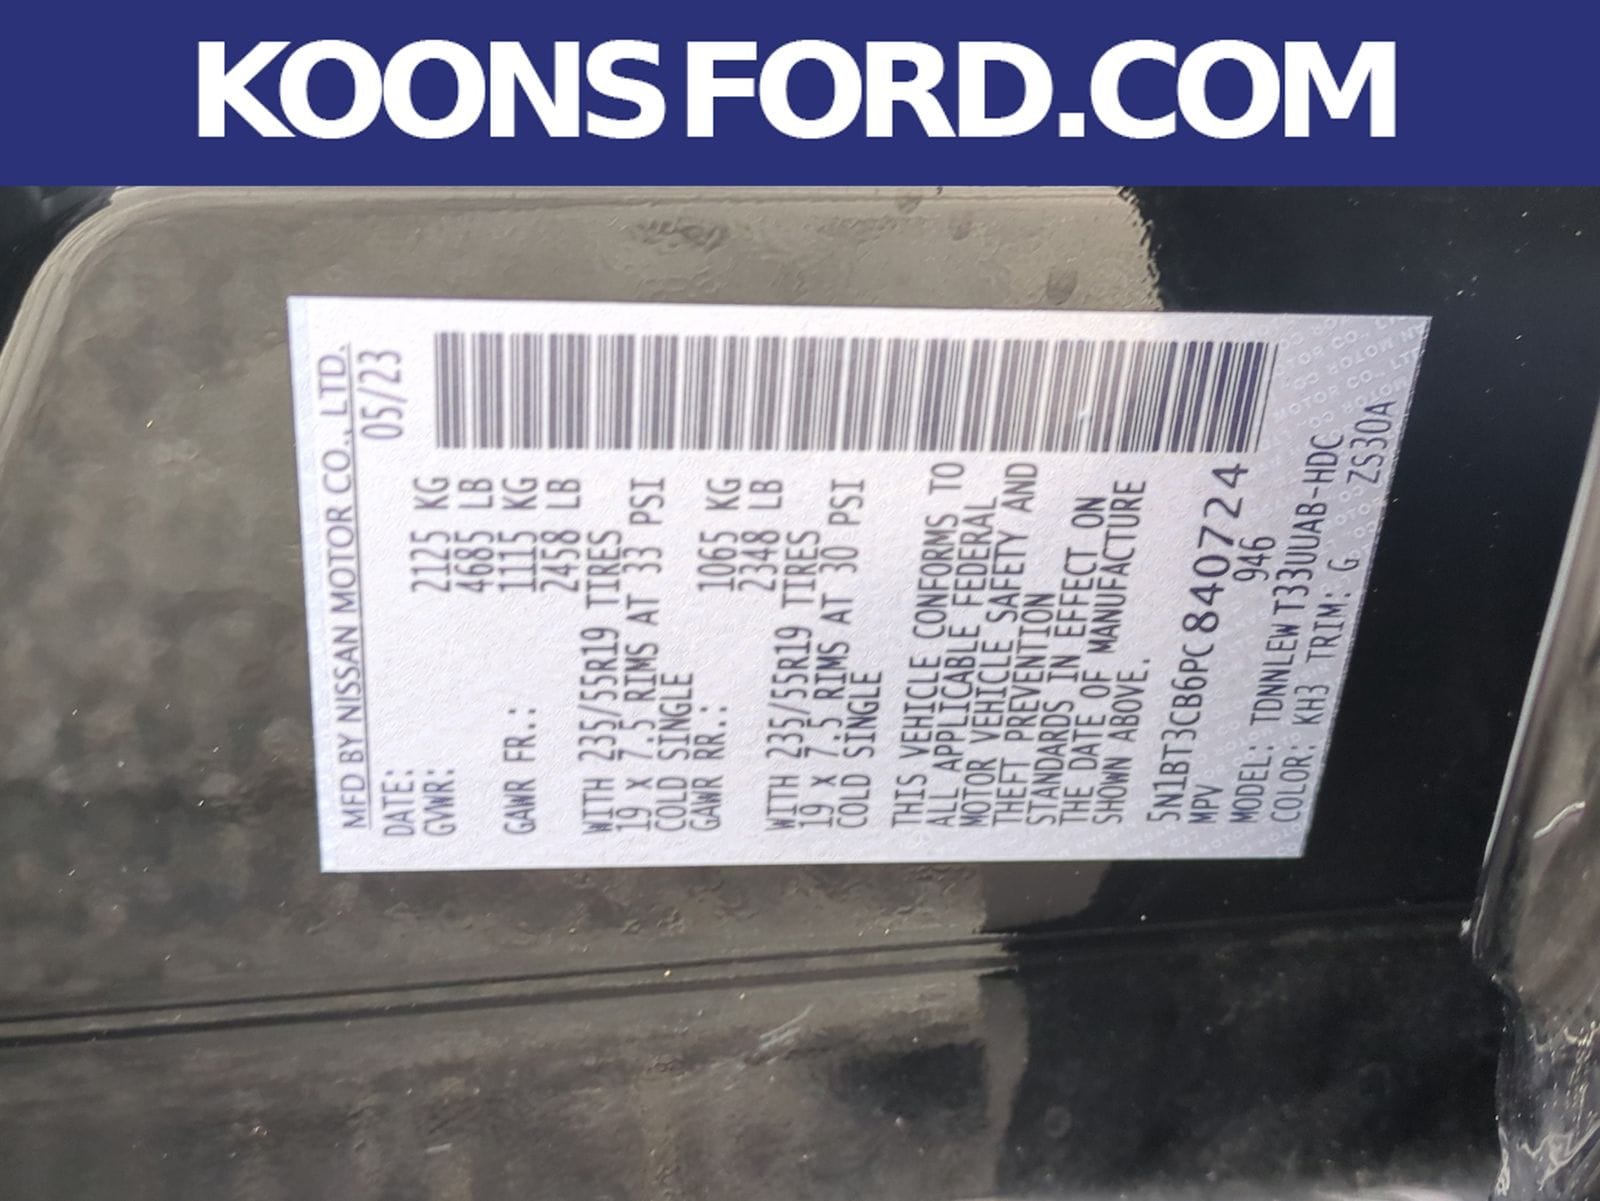 KOONSFORD.COM
MFD BY NISSAN MOTOR CO., LTD.
DATE: 05/23
GVWR: 2125 KG
4685 LB
GAWR FR.: 1115 KG
2458 LB
WITH 235/55R19 TIRES
19 X 7.5 RIMS AT 33 PSI
COLD SINGLE
GAWR RR.: 1065 KG
2348 LB
WITH 235/55R19 TIRES
19 X 7.5 RIMS AT 30 PSI
COLD SINGLE
THIS VEHICLE CONFORMS TO
ALL APPLICABLE FEDERAL
MOTOR VEHICLE SAFETY AND
THEFT PREVENTION
STANDARDS IN EFFECT ON
THE DATE OF MANUFACTURE
SHOWN ABOVE.
5N1BT3CB6PC840724
MPV 946
MODEL: TDNNLEW T33UUAB-HDC
COLOR: KH3 TRIM: G ZS30A